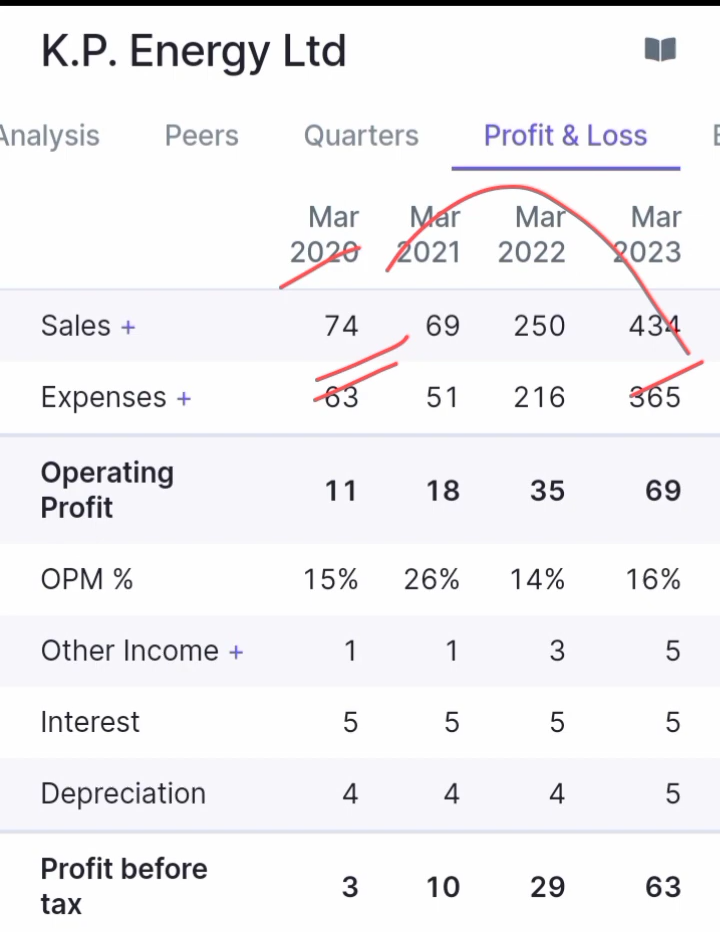 K.P. Energy Ltd
Analysis Peers Quarters Profit & Loss
Mar Mar Mar Mar
2020 2021 2022 2023
Sales + 74 69 250 434
Expenses + 63 51 216 365
Operating
Profit 11 18 35 69
OPM % 15% 26% 14% 16%
Other Income + 1 1 3 5
Interest 5 5 5 5
Depreciation 4 4 4 5
Profit before
tax 3 10 29 63